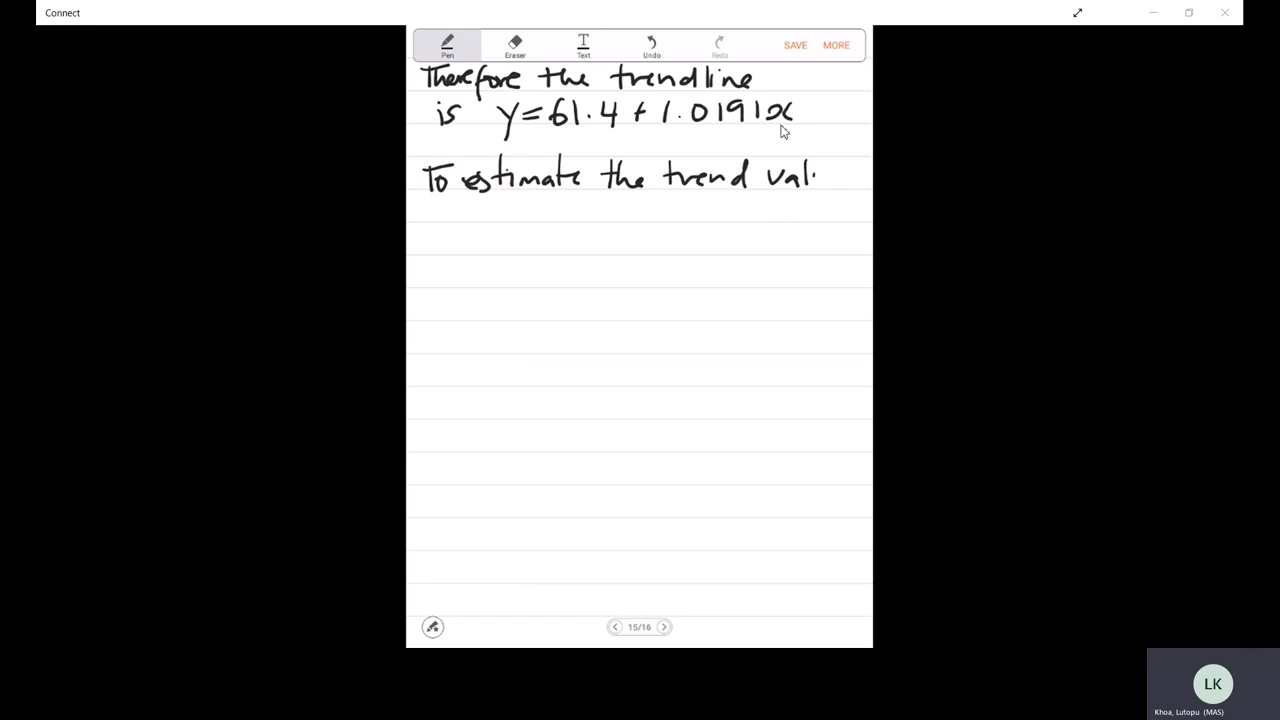 Connect
Pen
Eraser
Text
Undo
Redo
SAVE
MORE
Therefore the trendline
is y = 61.4 + 1.0191x
To estimate the trend val
15/16
LK
Khoa, Lutopu (MAS)